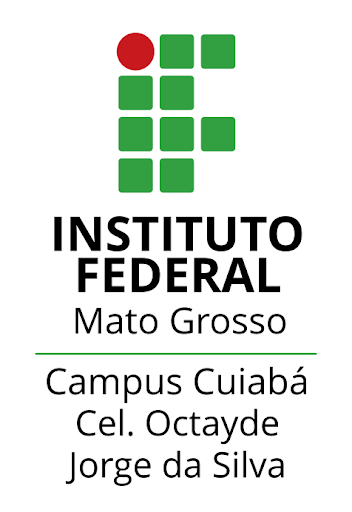 INSTITUTO
FEDERAL
Mato Grosso
Campus Cuiabá
Cel. Octayde
Jorge da Silva